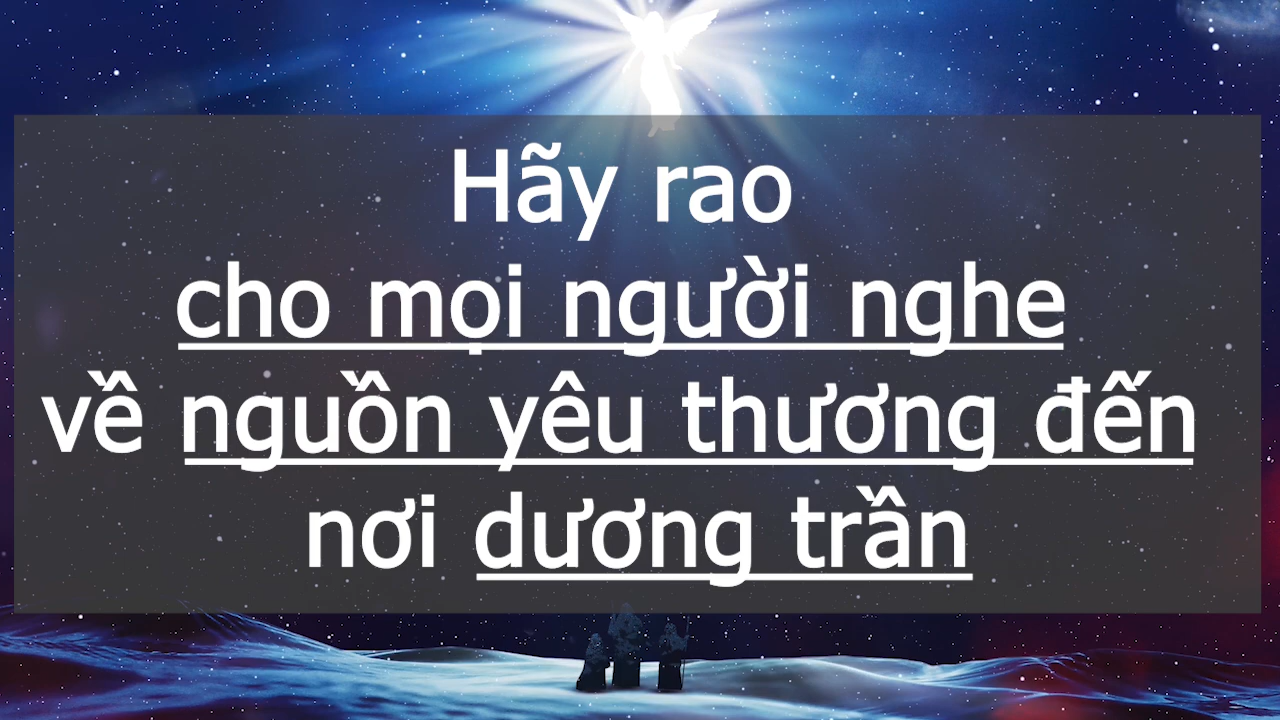 Hãy rao
cho mọi người nghe
về nguồn yêu thương đến
nơi dương trần